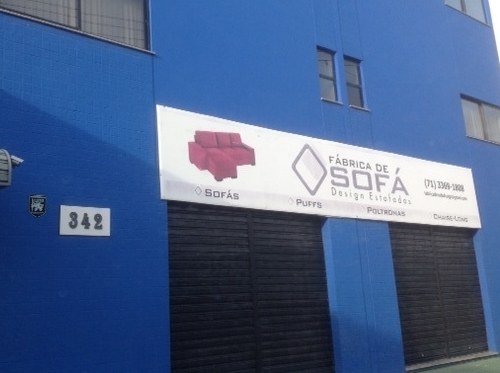 FÁBRICA DE
SOFÁ
Design Estofados
(71) 3369-1808
SOFÁS
PUFFS
POLTRONAS
CHAISE-LONG
342